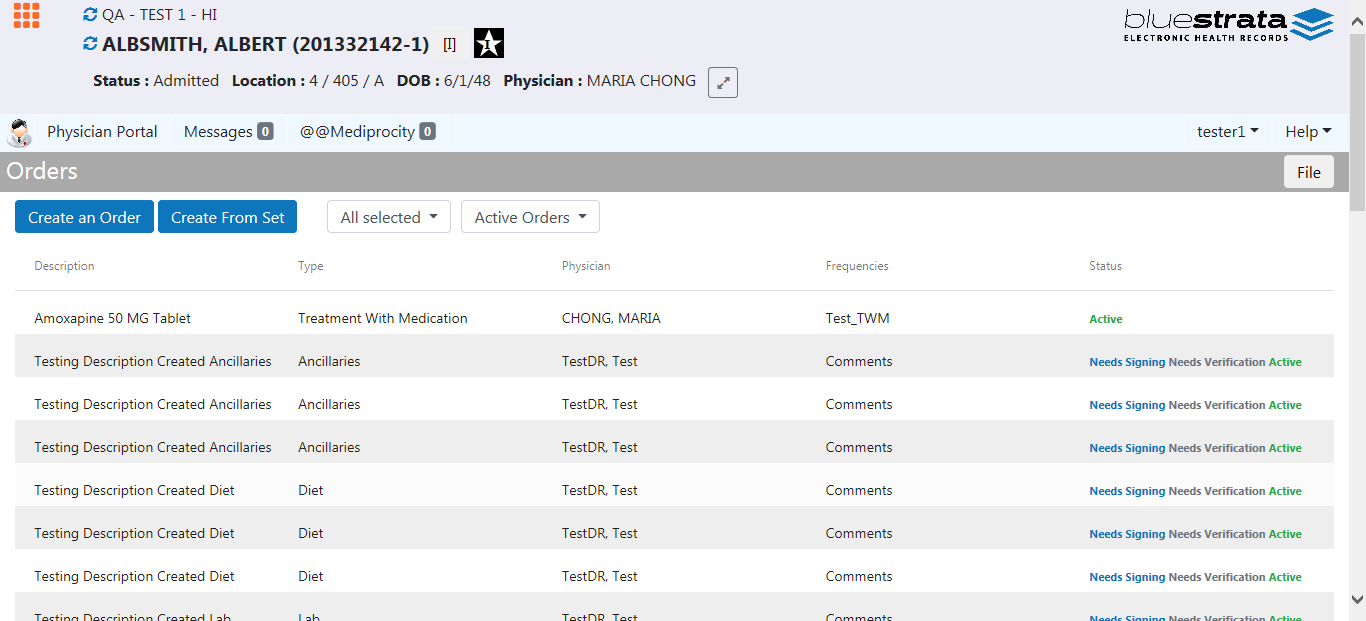 QA - TEST 1 - HI
ALBSMITH, ALBERT (201332142-1) [I] 1
bluestrata
ELECTRONIC HEALTH RECORDS
Status : Admitted Location : 4 / 405 / A DOB : 6/1/48 Physician : MARIA CHONG
Physician Portal Messages 0 @@Mediprocity 0 tester1 Help
Orders File
Create an Order Create From Set All selected Active Orders
Description Type Physician Frequencies Status
Amoxapine 50 MG Tablet Treatment With Medication CHONG, MARIA Test_TWM Active
Testing Description Created Ancillaries Ancillaries TestDR, Test Comments Needs Signing Needs Verification Active
Testing Description Created Ancillaries Ancillaries TestDR, Test Comments Needs Signing Needs Verification Active
Testing Description Created Ancillaries Ancillaries TestDR, Test Comments Needs Signing Needs Verification Active
Testing Description Created Diet Diet TestDR, Test Comments Needs Signing Needs Verification Active
Testing Description Created Diet Diet TestDR, Test Comments Needs Signing Needs Verification Active
Testing Description Created Diet Diet TestDR, Test Comments Needs Signing Needs Verification Active
Testing Description Created Lab Lab TestDR, Test Comments Needs Signing Needs Verification Active